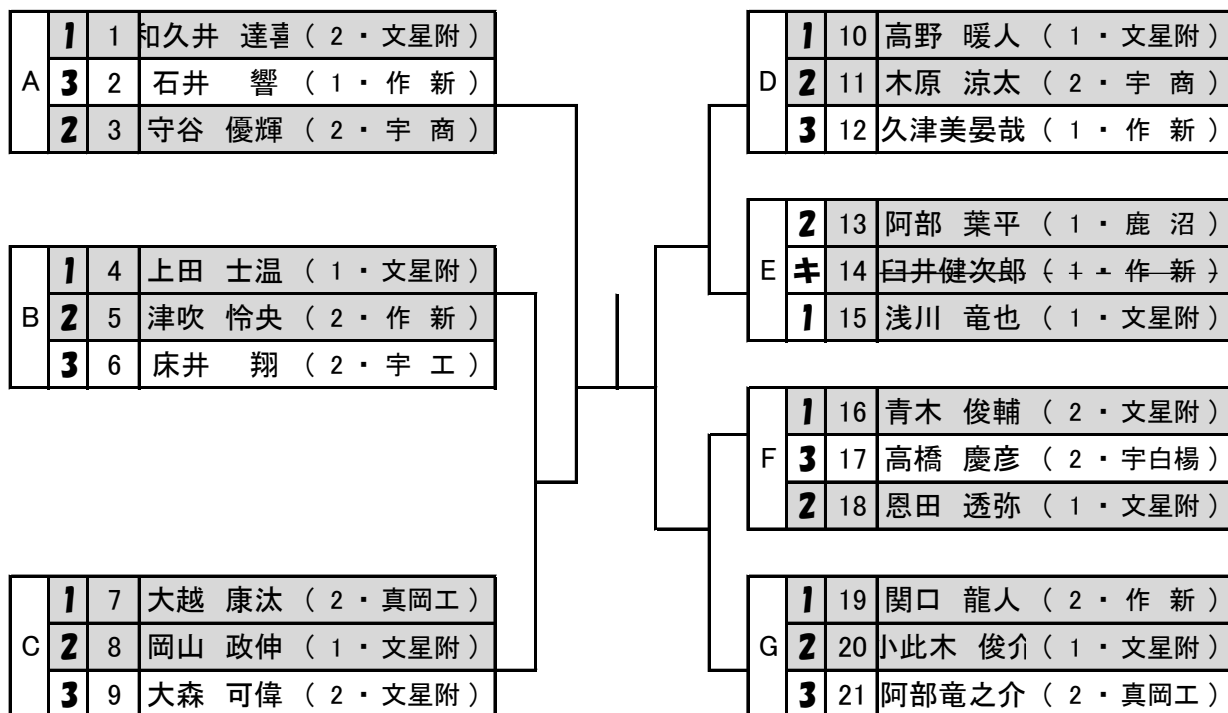 A
1 1 和久井 達喜 ( 2 ・ 文星附 )
3 2 石井 響 ( 1 ・ 作 新 )
2 3 守谷 優輝 ( 2 ・ 宇 商 )
B
1 4 上田 士温 ( 1 ・ 文星附 )
2 5 津吹 怜央 ( 2 ・ 作 新 )
3 6 床井 翔 ( 2 ・ 宇 工 )
C
1 7 大越 康汰 ( 2 ・ 真岡工 )
2 8 岡山 政伸 ( 1 ・ 文星附 )
3 9 大森 可偉 ( 2 ・ 文星附 )
D
1 10 高野 暖人 ( 1 ・ 文星附 )
2 11 木原 涼太 ( 2 ・ 宇 商 )
3 12 久津美晏哉 ( 1 ・ 作 新 )
E
2 13 阿部 葉平 ( 1 ・ 鹿 沼 )
キ 14 臼井健次郎 ( 1 ・ 作 新 )
1 15 浅川 竜也 ( 1 ・ 文星附 )
F
1 16 青木 俊輔 ( 2 ・ 文星附 )
3 17 高橋 慶彦 ( 2 ・ 宇白楊 )
2 18 恩田 透弥 ( 1 ・ 文星附 )
G
1 19 関口 龍人 ( 2 ・ 作 新 )
2 20 小此木 俊介 ( 1 ・ 文星附 )
3 21 阿部竜之介 ( 2 ・ 真岡工 )